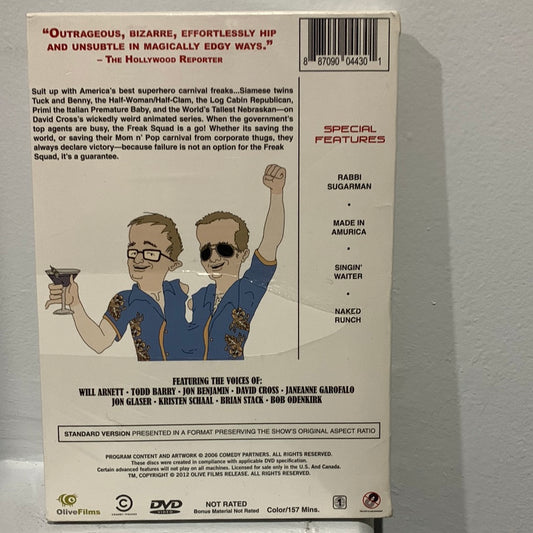 “OUTRAGEOUS, BIZARRE, EFFORTLESSLY HIP
AND UNSUBTLE IN MAGICALLY EDGY WAYS.”
– THE HOLLYWOOD REPORTER
8 87090 04430 1
Suit up with America's best superhero carnival freaks...Siamese twins
Tuck and Benny, the Half-Woman/Half-Clam, the Log Cabin Republican,
Primi the Italian Premature Baby, and the World's Tallest Nebraskan—on
David Cross's wickedly weird animated series. When the government's
top agents are busy, the Freak Squad is a go! Whether its saving the
world, or saving their Mom n' Pop carnival from corporate thugs, they
always declare victory—because failure is not an option for the Freak
Squad, it's a guarantee.
SPECIAL
FEATURES
RABBI
SUGARMAN
•
MADE IN
AMURICA
•
SINGIN'
WAITER
•
NAKED
RUNCH
FEATURING THE VOICES OF:
WILL ARNETT • TODD BARRY • JON BENJAMIN • DAVID CROSS • JANEANNE GAROFALO
JON GLASER • KRISTEN SCHAAL • BRIAN STACK • BOB ODENKIRK
STANDARD VERSION PRESENTED IN A FORMAT PRESERVING THE SHOW'S ORIGINAL ASPECT RATIO
PROGRAM CONTENT AND ARTWORK © 2006 COMEDY PARTNERS. ALL RIGHTS RESERVED.
These discs were created in compliance with applicable DVD specification.
Certain advanced features will not play on all machines. Licensed for sale only in the U.S. And Canada.
TM, COPYRIGHT © 2012 OLIVE FILMS RELEASE. ALL RIGHTS RESERVED.
OliveFilms
COMEDY CENTRAL
DVD
VIDEO
NOT RATED
Bonus Material Not Rated
Color/157 Mins.
1